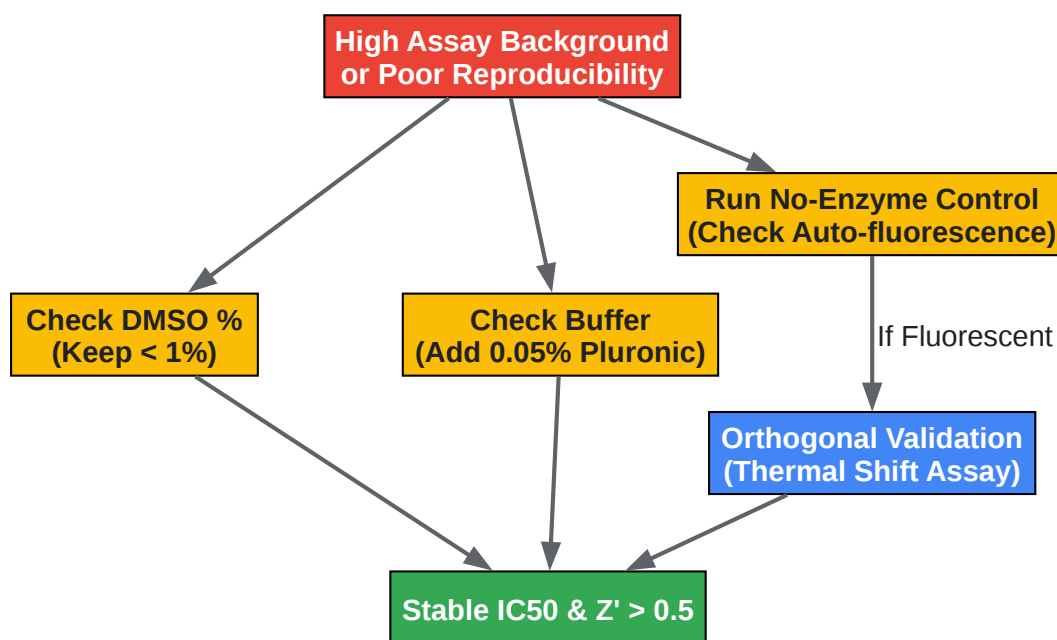 High Assay Background
or Poor Reproducibility
Run No-Enzyme Control
(Check Auto-fluorescence)
Check DMSO %
(Keep < 1%)
Check Buffer
(Add 0.05% Pluronic)
If Fluorescent
Orthogonal Validation
(Thermal Shift Assay)
Stable IC50 & Z' > 0.5